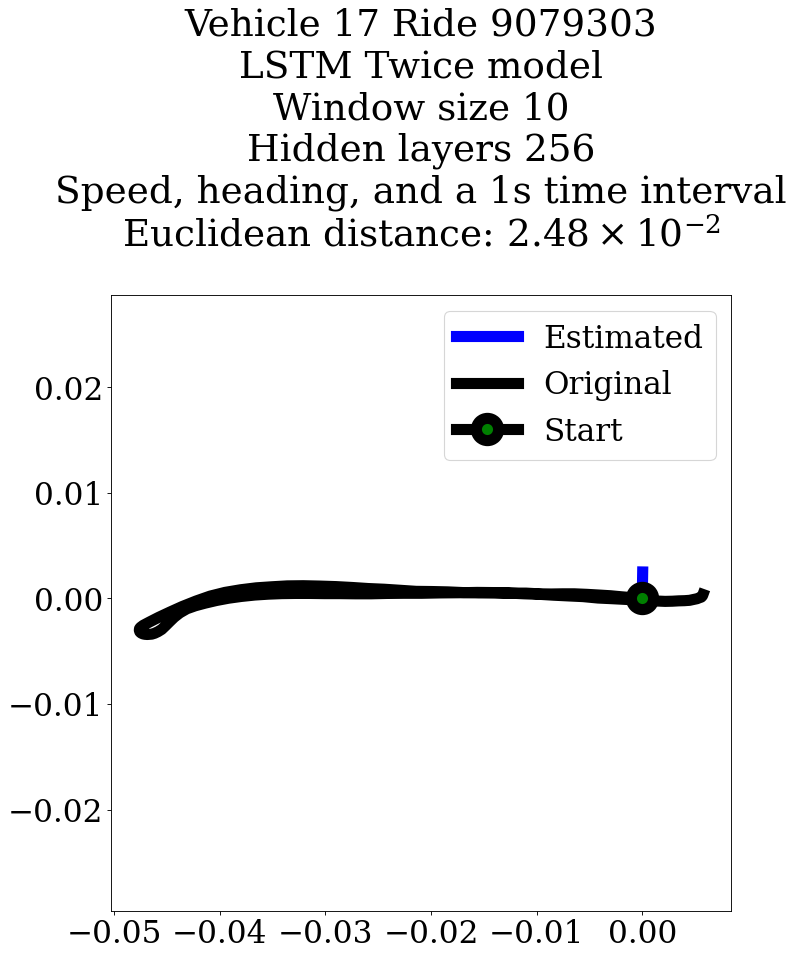 Vehicle 17 Ride 9079303
LSTM Twice model
Window size 10
Hidden layers 256
Speed, heading, and a 1s time interval
Euclidean distance: 2.48 × 10⁻²
Estimated
Original
Start
0.02
0.01
0.00
−0.01
−0.02
−0.05 −0.04 −0.03 −0.02 −0.01 0.00